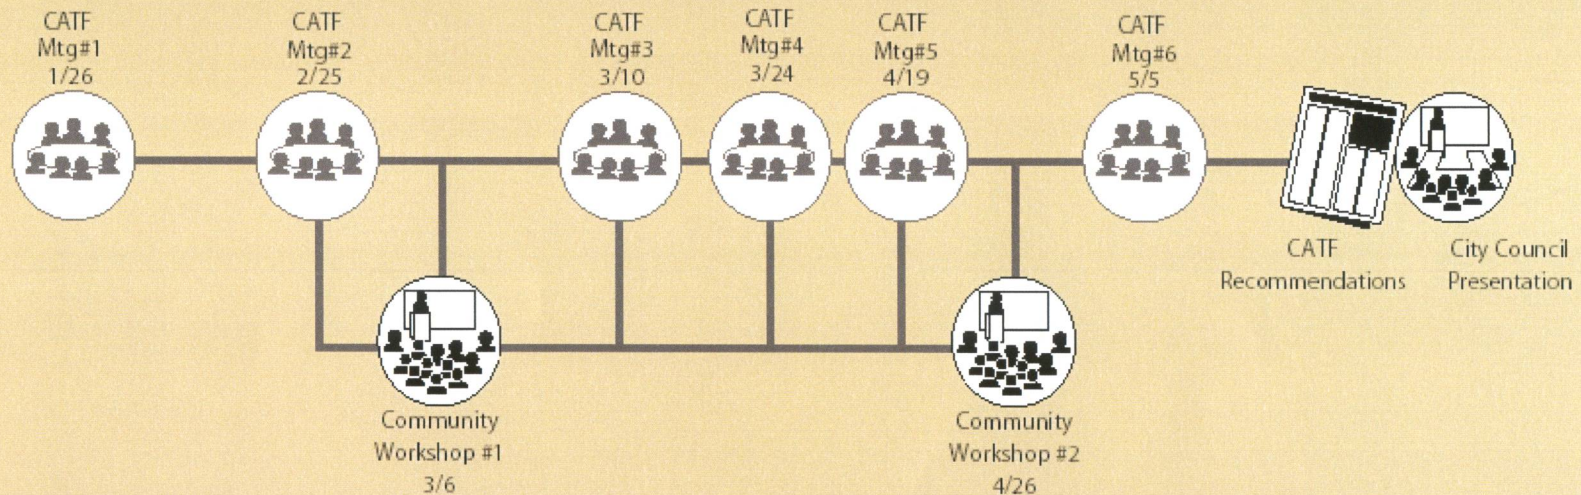 CATF
Mtg#1
1/26
CATF
Mtg#2
2/25
CATF
Mtg#3
3/10
CATF
Mtg#4
3/24
CATF
Mtg#5
4/19
CATF
Mtg#6
5/5
CATF
Recommendations
City Council
Presentation
Community
Workshop #1
3/6
Community
Workshop #2
4/26